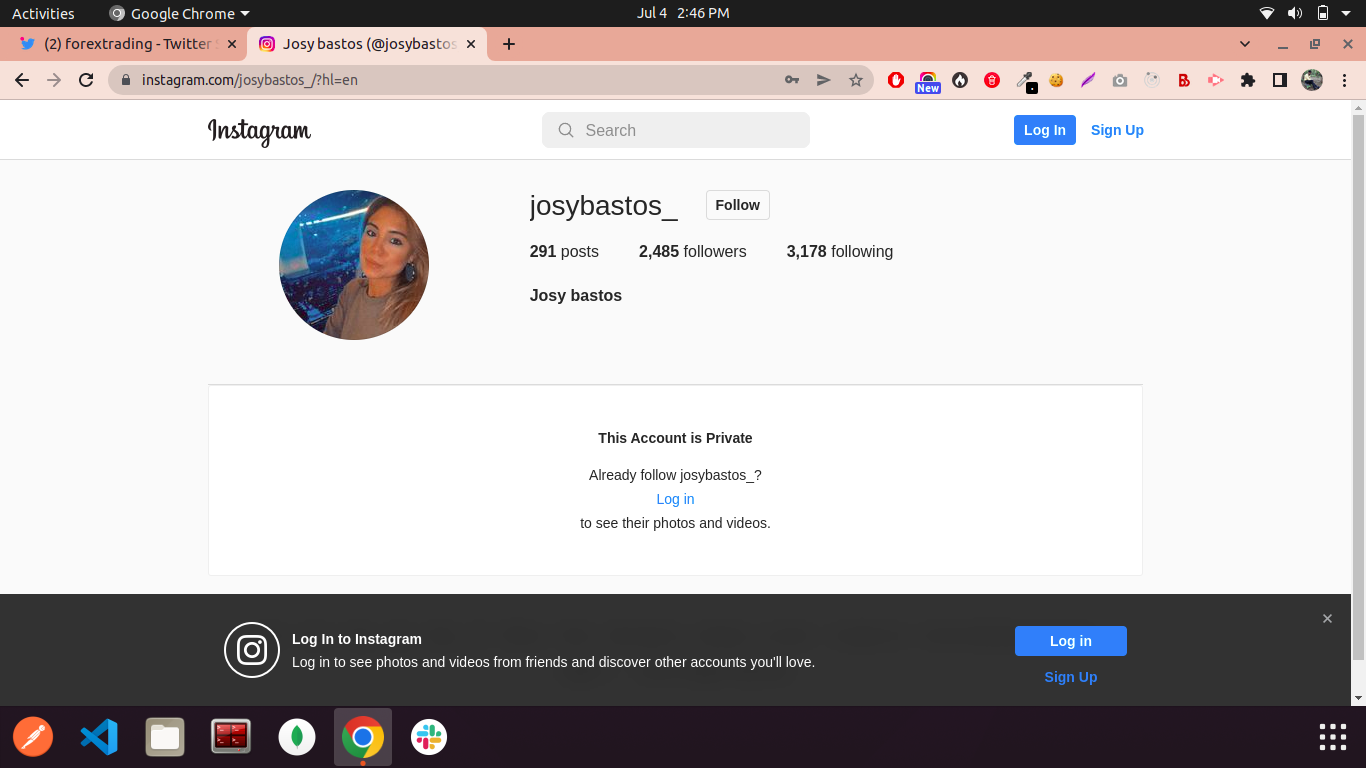 Activities Google Chrome Jul 4 2:46 PM
(2) forextrading - Twitter S Josy bastos (@josybastos
instagram.com/josybastos_/?hl=en
New
Instagram Search Log In Sign Up
josybastos_ Follow
291 posts 2,485 followers 3,178 following
Josy bastos
This Account is Private
Already follow josybastos_?
Log in
to see their photos and videos.
Log In to Instagram
Log in to see photos and videos from friends and discover other accounts you'll love.
Log in
Sign Up